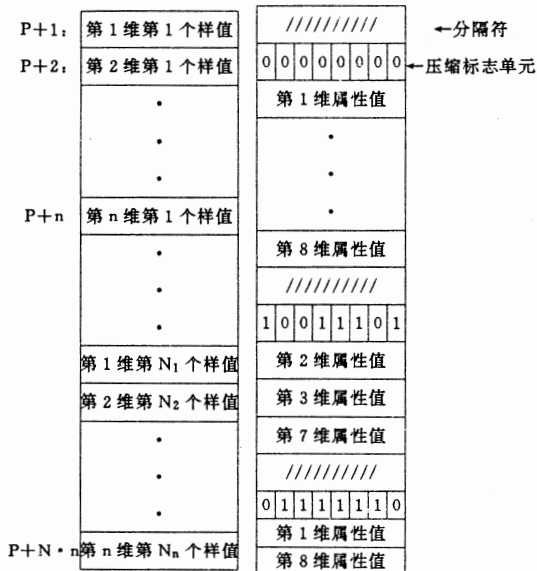 P+1: 第1维第1个样值
P+2: 第2维第1个样值
P+n 第n维第1个样值
第1维第N₁个样值
第2维第N₂个样值
P+N·n 第n维第Nₙ个样值
////////// ←分隔符
0 0 0 0 0 0 0 0 ←压缩标志单元
第1维属性值
第8维属性值
//////////
1 0 0 1 1 1 0 1
第2维属性值
第3维属性值
第7维属性值
//////////
0 1 1 1 1 1 1 0
第1维属性值
第8维属性值